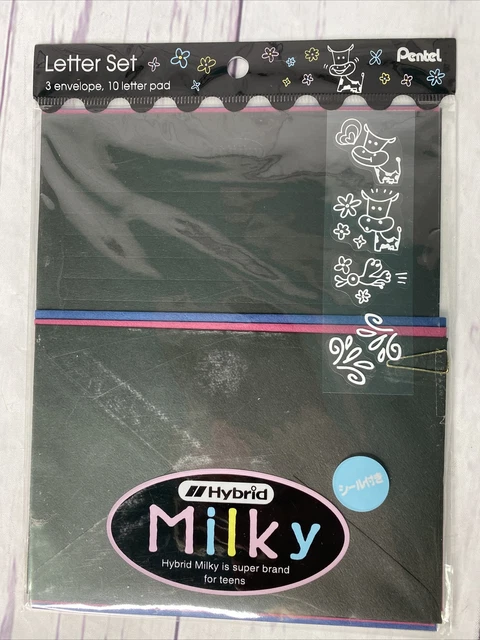 Letter Set
3 envelope, 10 letter pad
Pentel
シール付き
Hybrid
Milky
Hybrid Milky is super brand
for teens